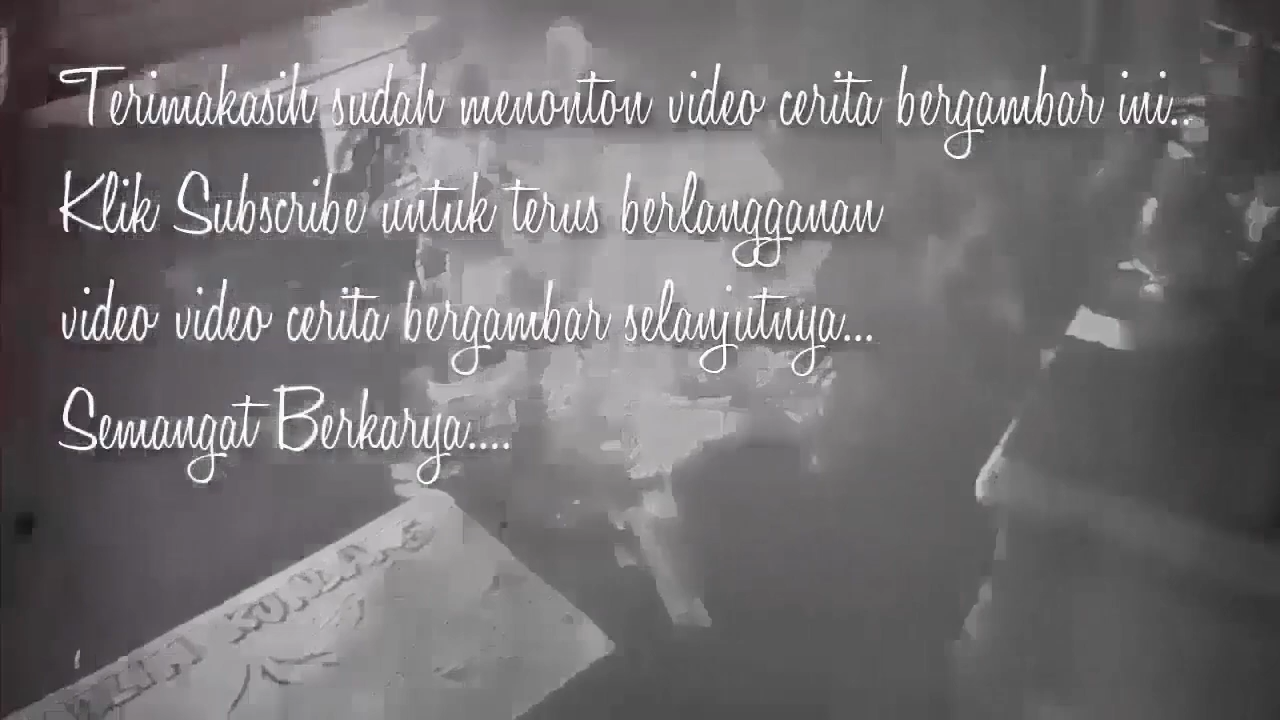 Terimakasih sudah menonton video cerita bergambar ini..
Klik Subscribe untuk terus berlangganan
video video cerita bergambar selanjutnya...
Semangat Berkarya....